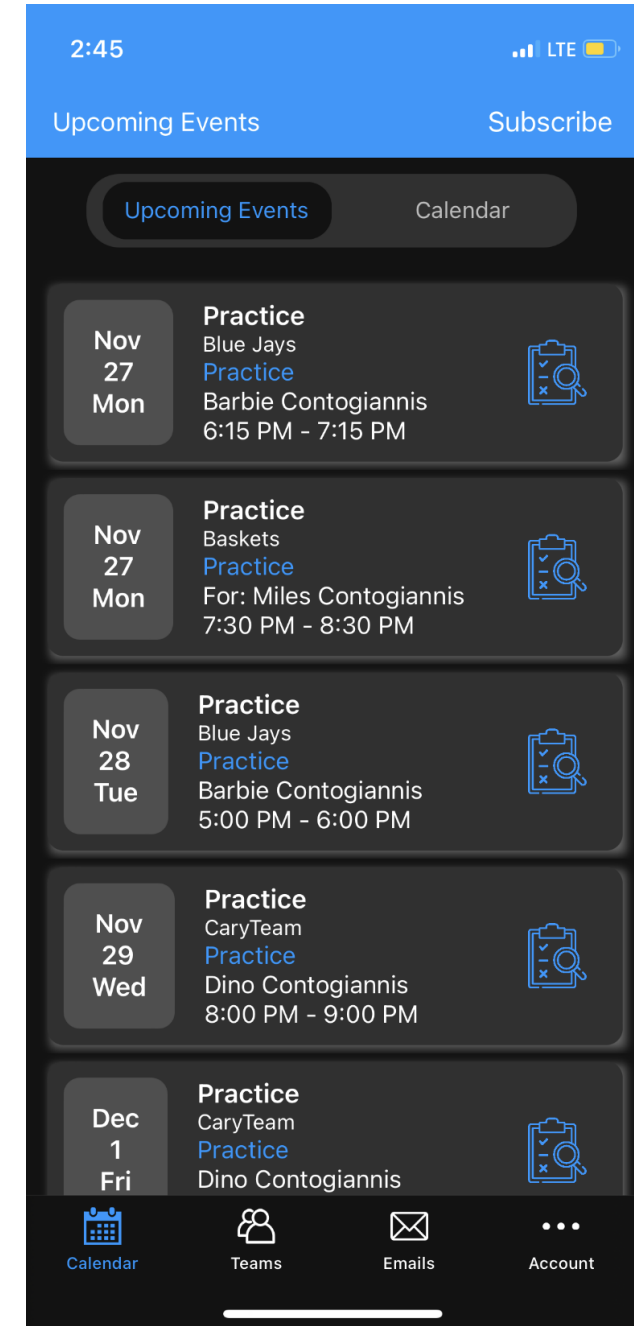 2:45
LTE
Upcoming Events
Subscribe
Upcoming Events
Calendar
Nov
27
Mon
Practice
Blue Jays
Practice
Barbie Contogiannis
6:15 PM - 7:15 PM
Nov
27
Mon
Practice
Baskets
Practice
For: Miles Contogiannis
7:30 PM - 8:30 PM
Nov
28
Tue
Practice
Blue Jays
Practice
Barbie Contogiannis
5:00 PM - 6:00 PM
Nov
29
Wed
Practice
CaryTeam
Practice
Dino Contogiannis
8:00 PM - 9:00 PM
Dec
1
Fri
Practice
CaryTeam
Practice
Dino Contogiannis
Calendar
Teams
Emails
Account